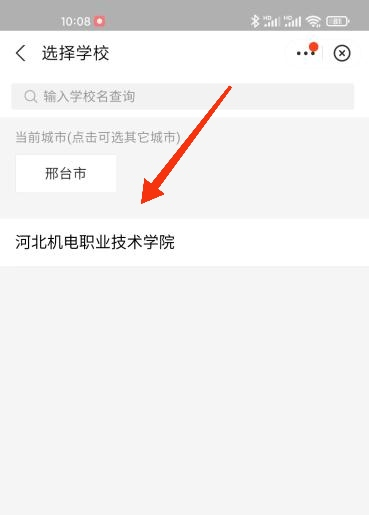 10:08
选择学校
输入学校名查询
当前城市(点击可选其它城市)
邢台市
河北机电职业技术学院